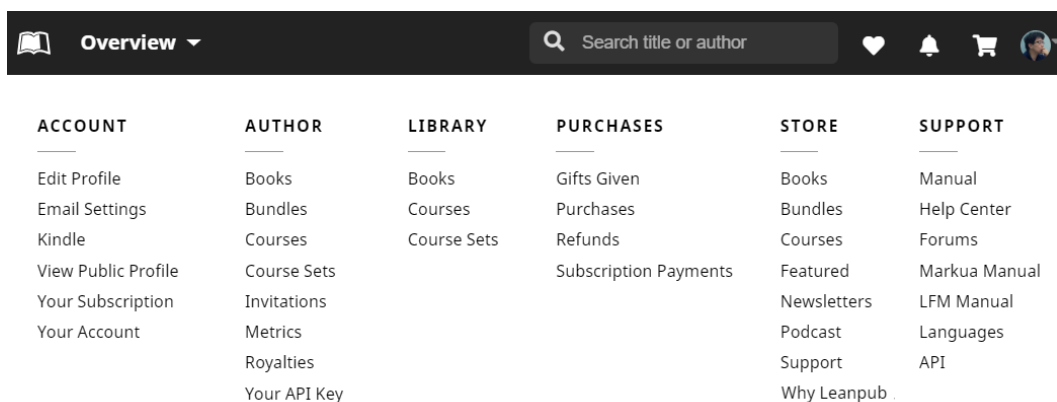 Overview
Search title or author
ACCOUNT
Edit Profile
Email Settings
Kindle
View Public Profile
Your Subscription
Your Account
AUTHOR
Books
Bundles
Courses
Course Sets
Invitations
Metrics
Royalties
Your API Key
LIBRARY
Books
Courses
Course Sets
PURCHASES
Gifts Given
Purchases
Refunds
Subscription Payments
STORE
Books
Bundles
Courses
Featured
Newsletters
Podcast
Support
Why Leanpub
SUPPORT
Manual
Help Center
Forums
Markua Manual
LFM Manual
Languages
API